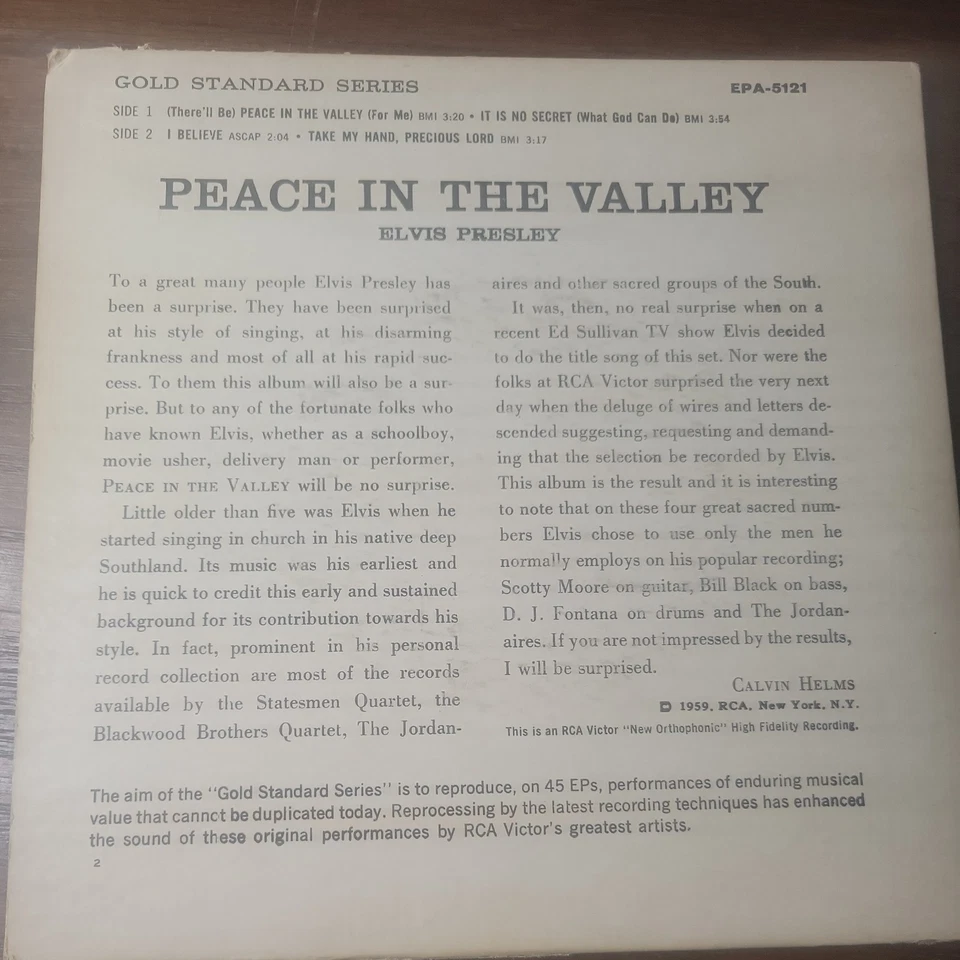 GOLD STANDARD SERIES EPA-5121
SIDE 1 (There'll Be) PEACE IN THE VALLEY (For Me) BMI 3:20 • IT IS NO SECRET (What God Can Do) BMI 3:54
SIDE 2 I BELIEVE ASCAP 2:04 • TAKE MY HAND, PRECIOUS LORD BMI 3:17
PEACE IN THE VALLEY
ELVIS PRESLEY
To a great many people Elvis Presley has
been a surprise. They have been surprised
at his style of singing, at his disarming
frankness and most of all at his rapid suc-
cess. To them this album will also be a sur-
prise. But to any of the fortunate folks who
have known Elvis, whether as a schoolboy,
movie usher, delivery man or performer,
PEACE IN THE VALLEY will be no surprise.
Little older than five was Elvis when he
started singing in church in his native deep
Southland. Its music was his earliest and
he is quick to credit this early and sustained
background for its contribution towards his
style. In fact, prominent in his personal
record collection are most of the records
available by the Statesmen Quartet, the
Blackwood Brothers Quartet, The Jordan-
aires and other sacred groups of the South.
It was, then, no real surprise when on a
recent Ed Sullivan TV show Elvis decided
to do the title song of this set. Nor were the
folks at RCA Victor surprised the very next
day when the deluge of wires and letters de-
scended suggesting, requesting and demand-
ing that the selection be recorded by Elvis.
This album is the result and it is interesting
to note that on these four great sacred num-
bers Elvis chose to use only the men he
normally employs on his popular recording;
Scotty Moore on guitar, Bill Black on bass,
D. J. Fontana on drums and The Jordan-
aires. If you are not impressed by the results,
I will be surprised.
CALVIN HELMS
1959, RCA, New York, N.Y.
This is an RCA Victor "New Orthophonic" High Fidelity Recording.
The aim of the "Gold Standard Series" is to reproduce, on 45 EPs, performances of enduring musical
value that cannot be duplicated today. Reprocessing by the latest recording techniques has enhanced
the sound of these original performances by RCA Victor's greatest artists.
2